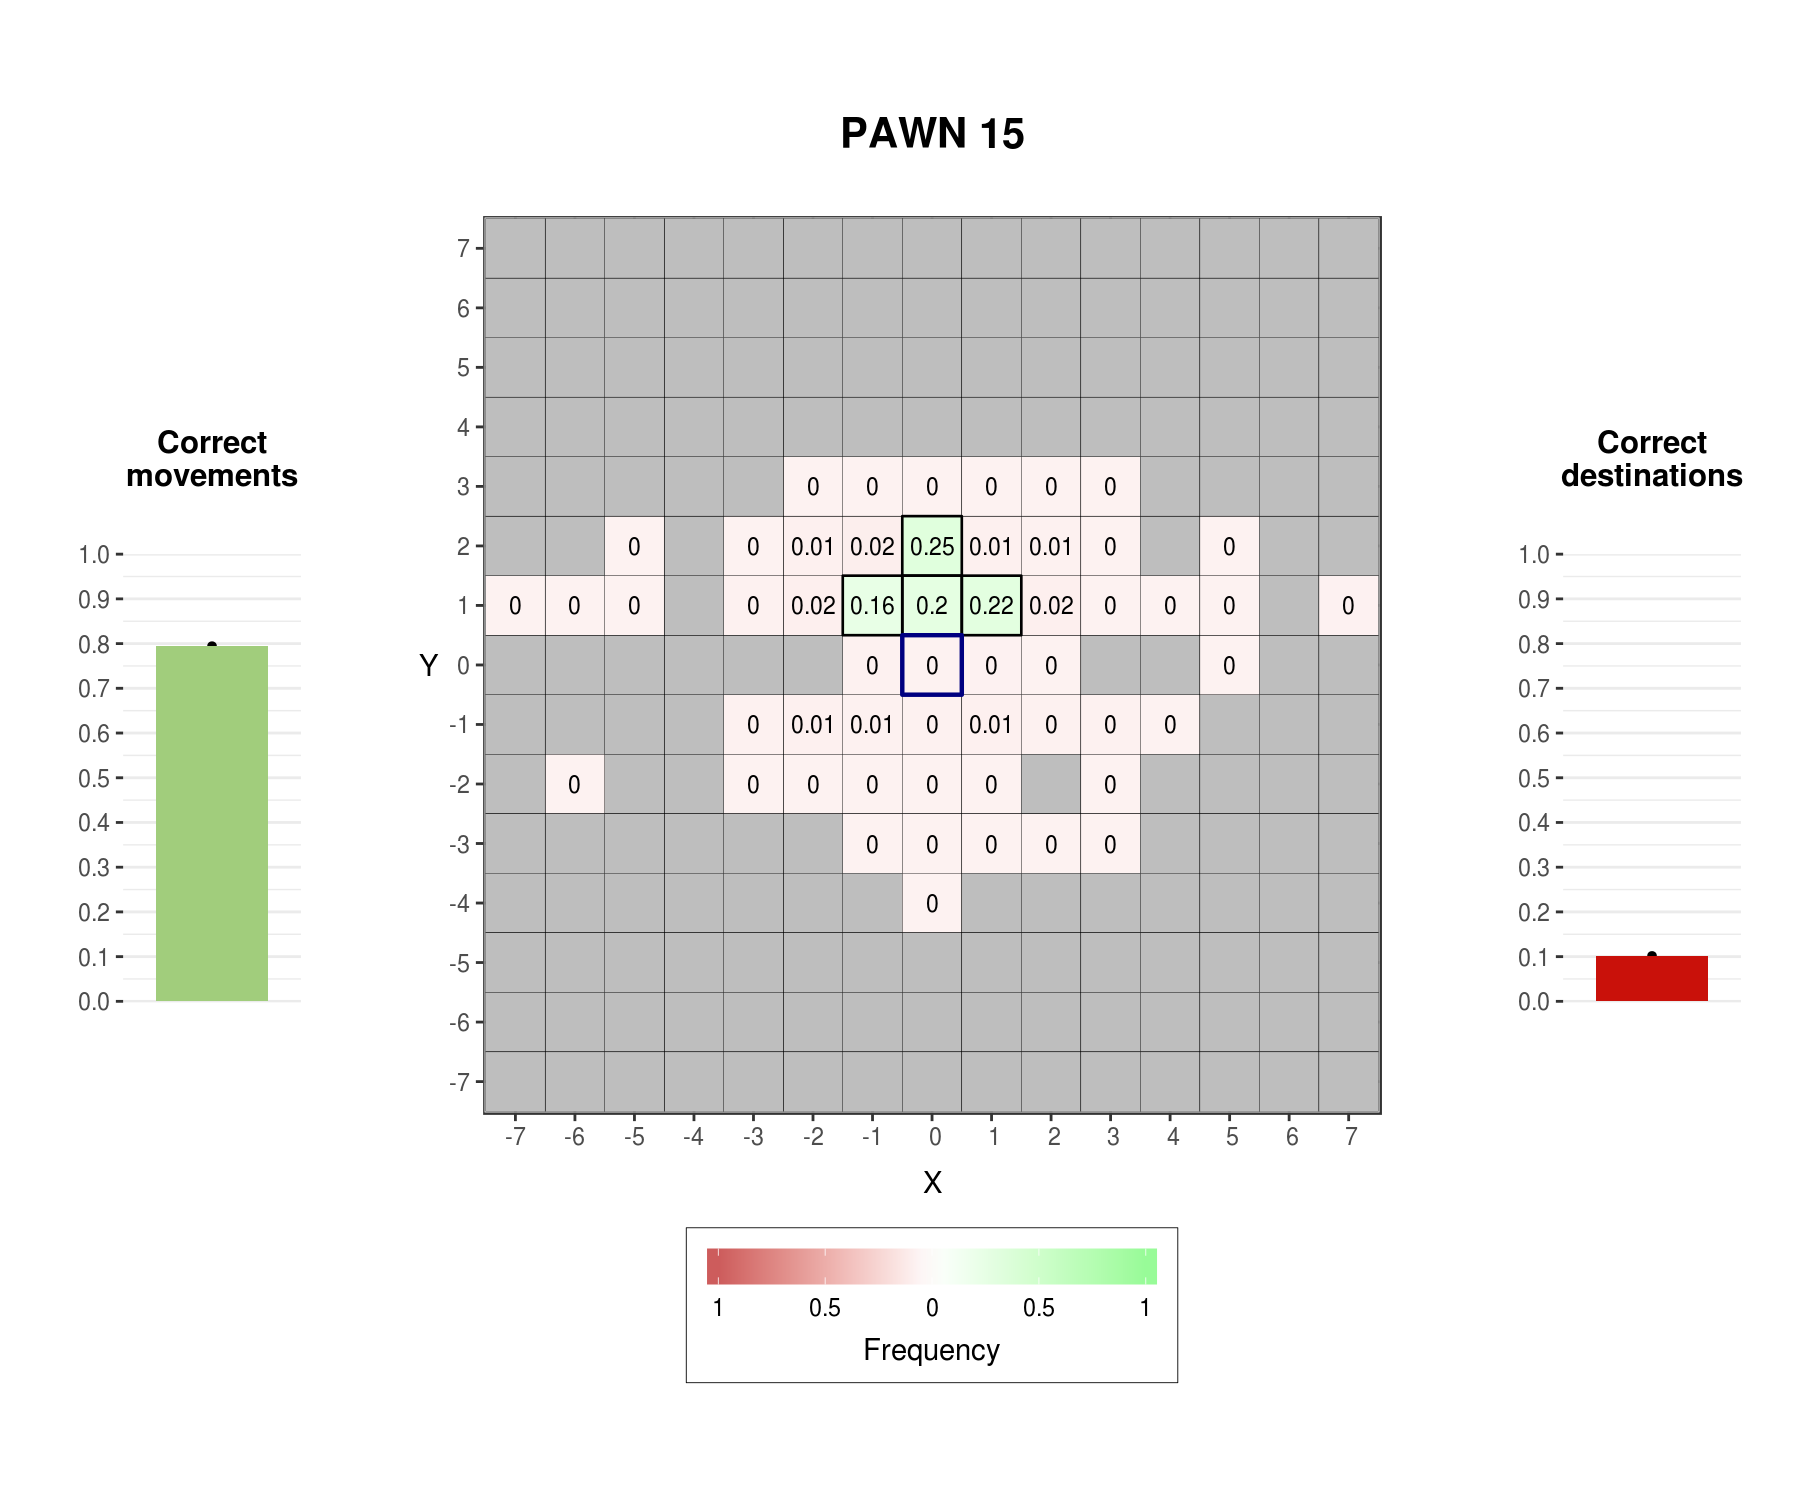 PAWN 15
Correct
movements
1.0
0.9
0.8
0.7
0.6
0.5
0.4
0.3
0.2
0.1
0.0
7
6
5
4
3 0 0 0 0 0 0
2 0 0 0.01 0.02 0.25 0.01 0.01 0 0
1 0 0 0 0 0.02 0.16 0.2 0.22 0.02 0 0 0 0
Y 0 0 0 0 0 0
-1 0 0.01 0.01 0 0.01 0 0 0
-2 0 0 0 0 0 0 0
-3 0 0 0 0 0
-4 0
-5
-6
-7
-7 -6 -5 -4 -3 -2 -1 0 1 2 3 4 5 6 7
X
1 0.5 0 0.5 1
Frequency
Correct
destinations
1.0
0.9
0.8
0.7
0.6
0.5
0.4
0.3
0.2
0.1
0.0